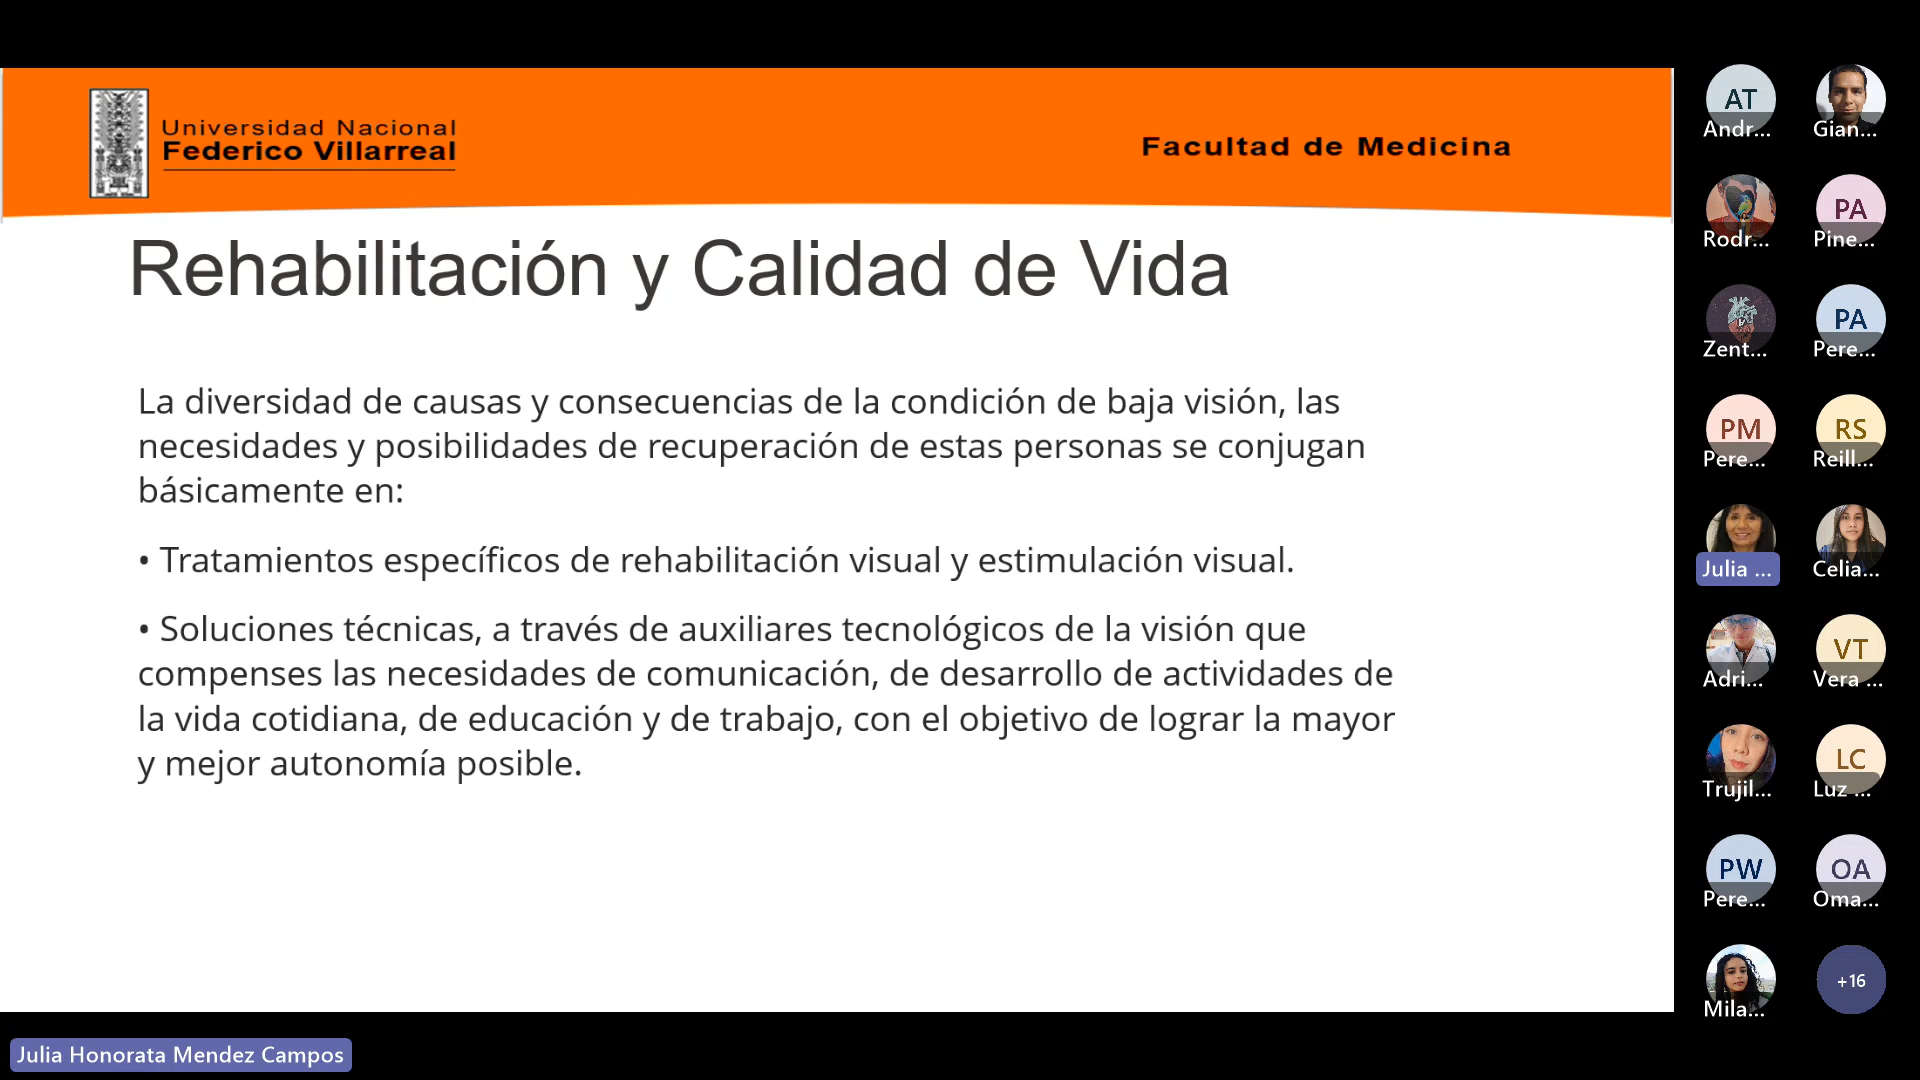 Universidad Nacional
Federico Villarreal
Facultad de Medicina
Rehabilitación y Calidad de Vida
La diversidad de causas y consecuencias de la condición de baja visión, las
necesidades y posibilidades de recuperación de estas personas se conjugan
básicamente en:
• Tratamientos específicos de rehabilitación visual y estimulación visual.
• Soluciones técnicas, a través de auxiliares tecnológicos de la visión que
compenses las necesidades de comunicación, de desarrollo de actividades de
la vida cotidiana, de educación y de trabajo, con el objetivo de lograr la mayor
y mejor autonomía posible.
AT
Andr...
Gian...
Rodr...
PA
Pine...
Zent...
PA
Pere...
PM
Pere...
RS
Reill...
Julia ...
Celia...
Adri...
VT
Vera ...
Trujil...
LC
Luz ...
PW
Pere...
OA
Oma...
Mila...
+16
Julia Honorata Mendez Campos